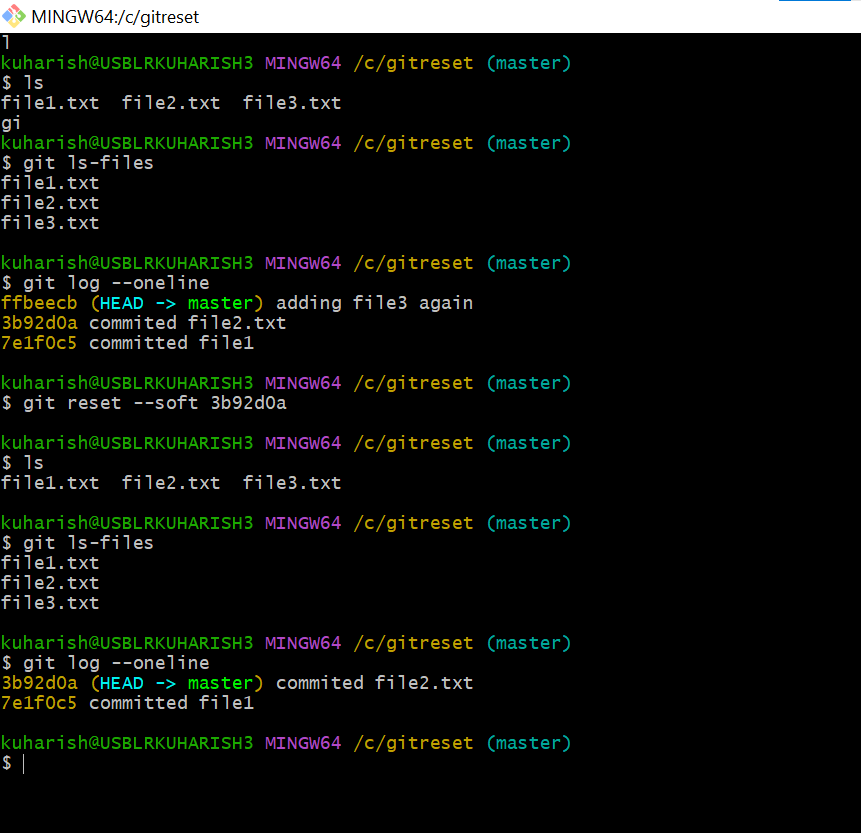 MINGW64:/c/gitreset
l
kuharish@USBLRKUHARISH3 MINGW64 /c/gitreset (master)
$ ls
file1.txt  file2.txt  file3.txt
gi
kuharish@USBLRKUHARISH3 MINGW64 /c/gitreset (master)
$ git ls-files
file1.txt
file2.txt
file3.txt

kuharish@USBLRKUHARISH3 MINGW64 /c/gitreset (master)
$ git log --oneline
ffbeecb (HEAD -> master) adding file3 again
3b92d0a commited file2.txt
7e1f0c5 committed file1

kuharish@USBLRKUHARISH3 MINGW64 /c/gitreset (master)
$ git reset --soft 3b92d0a

kuharish@USBLRKUHARISH3 MINGW64 /c/gitreset (master)
$ ls
file1.txt  file2.txt  file3.txt

kuharish@USBLRKUHARISH3 MINGW64 /c/gitreset (master)
$ git ls-files
file1.txt
file2.txt
file3.txt

kuharish@USBLRKUHARISH3 MINGW64 /c/gitreset (master)
$ git log --oneline
3b92d0a (HEAD -> master) commited file2.txt
7e1f0c5 committed file1

kuharish@USBLRKUHARISH3 MINGW64 /c/gitreset (master)
$